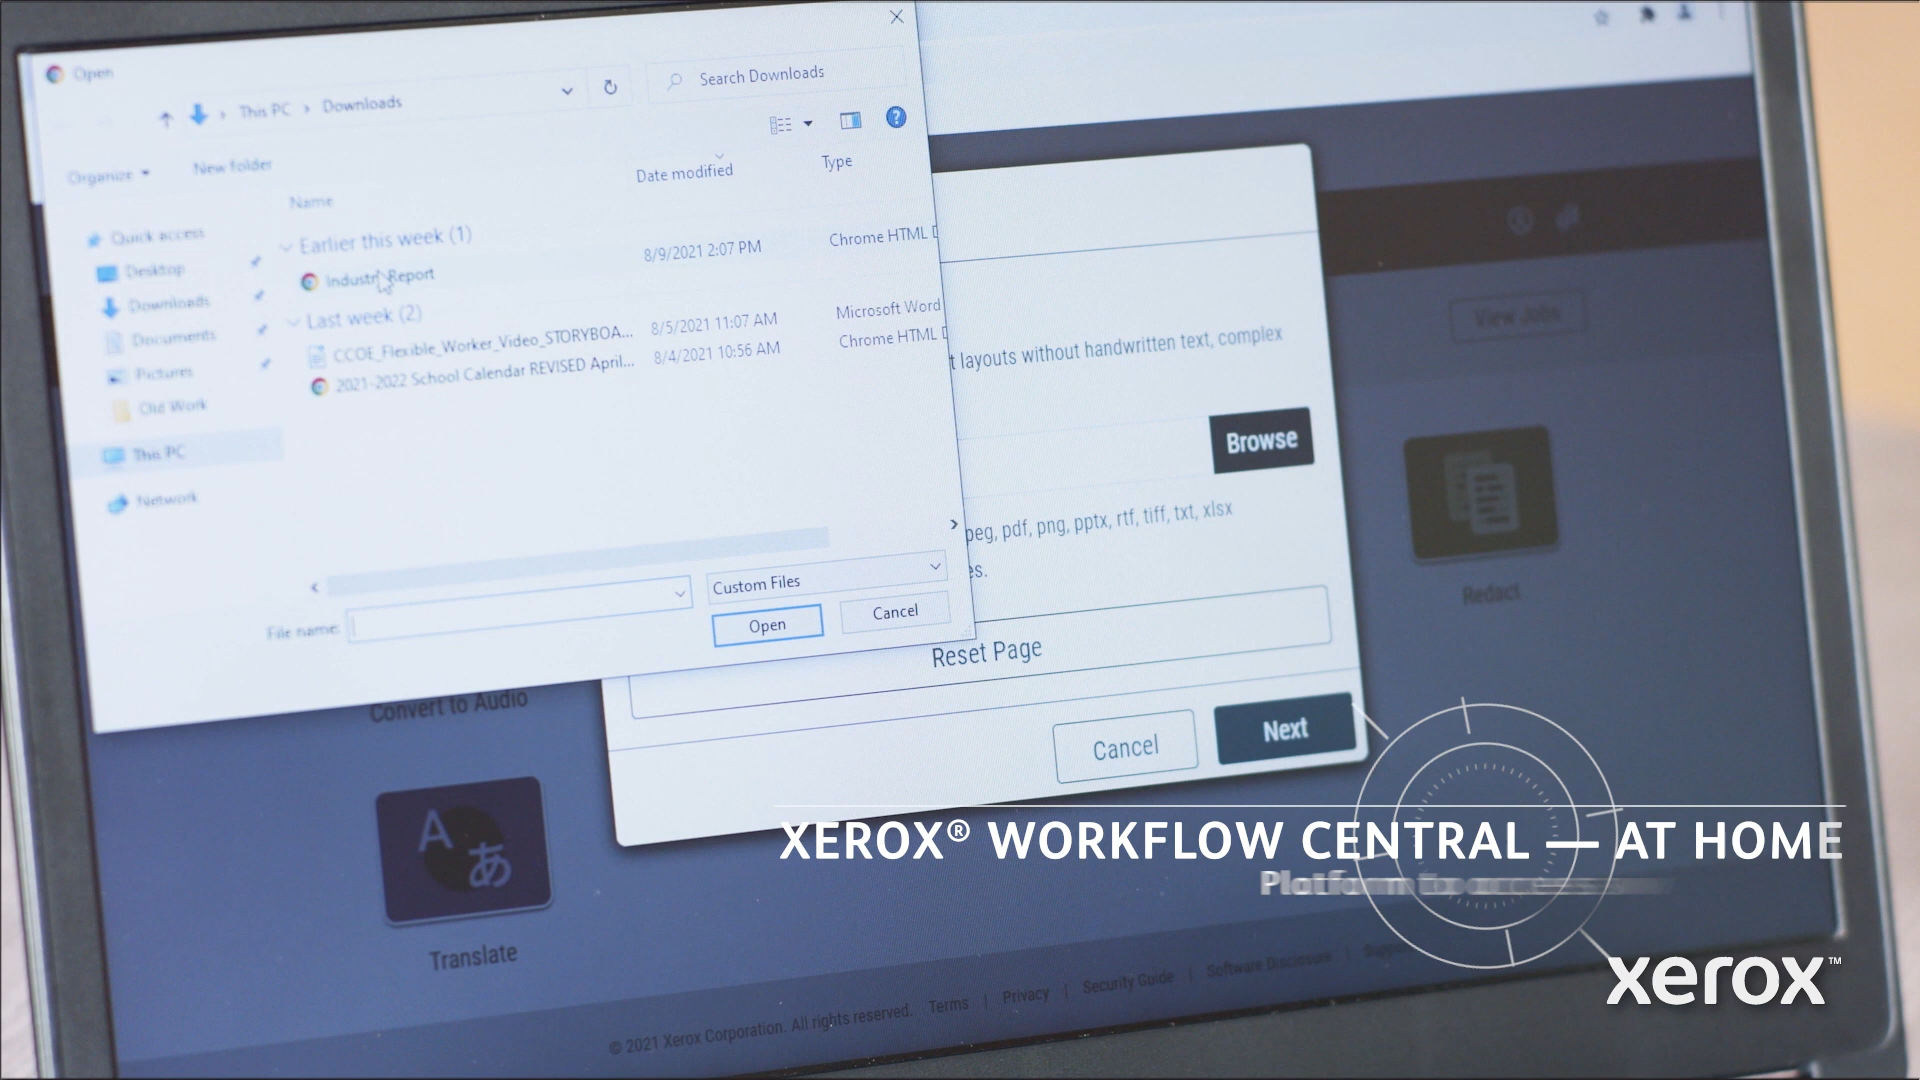 Open
This PC › Downloads
Search Downloads
Organize
New folder
Name
Date modified
Type
Quick access
Desktop
Downloads
Documents
Pictures
Old Work
This PC
Network
Earlier this week (1)
Report 8/9/2021 2:07 PM Chrome HTML
Last week (2)
CCOE_Flexible_Worker_Video_STORYBOA... 8/5/2021 11:07 AM Microsoft Word
2021-2022 School Calendar REVISED April... 8/4/2021 10:56 AM Chrome HTML
File name:
Custom Files
Open
Cancel
View Jobs
layouts without handwritten text, complex
Browse
peg, pdf, png, pptx, rtf, tiff, txt, xlsx
es.
Reset Page
Cancel
Next
Redact
Convert to Audio
A
あ
Translate
XEROX® WORKFLOW CENTRAL — AT HOME
Platform to access
© 2021 Xerox Corporation. All rights reserved. Terms | Privacy | Security Guide | Software Disclosure |
xerox™